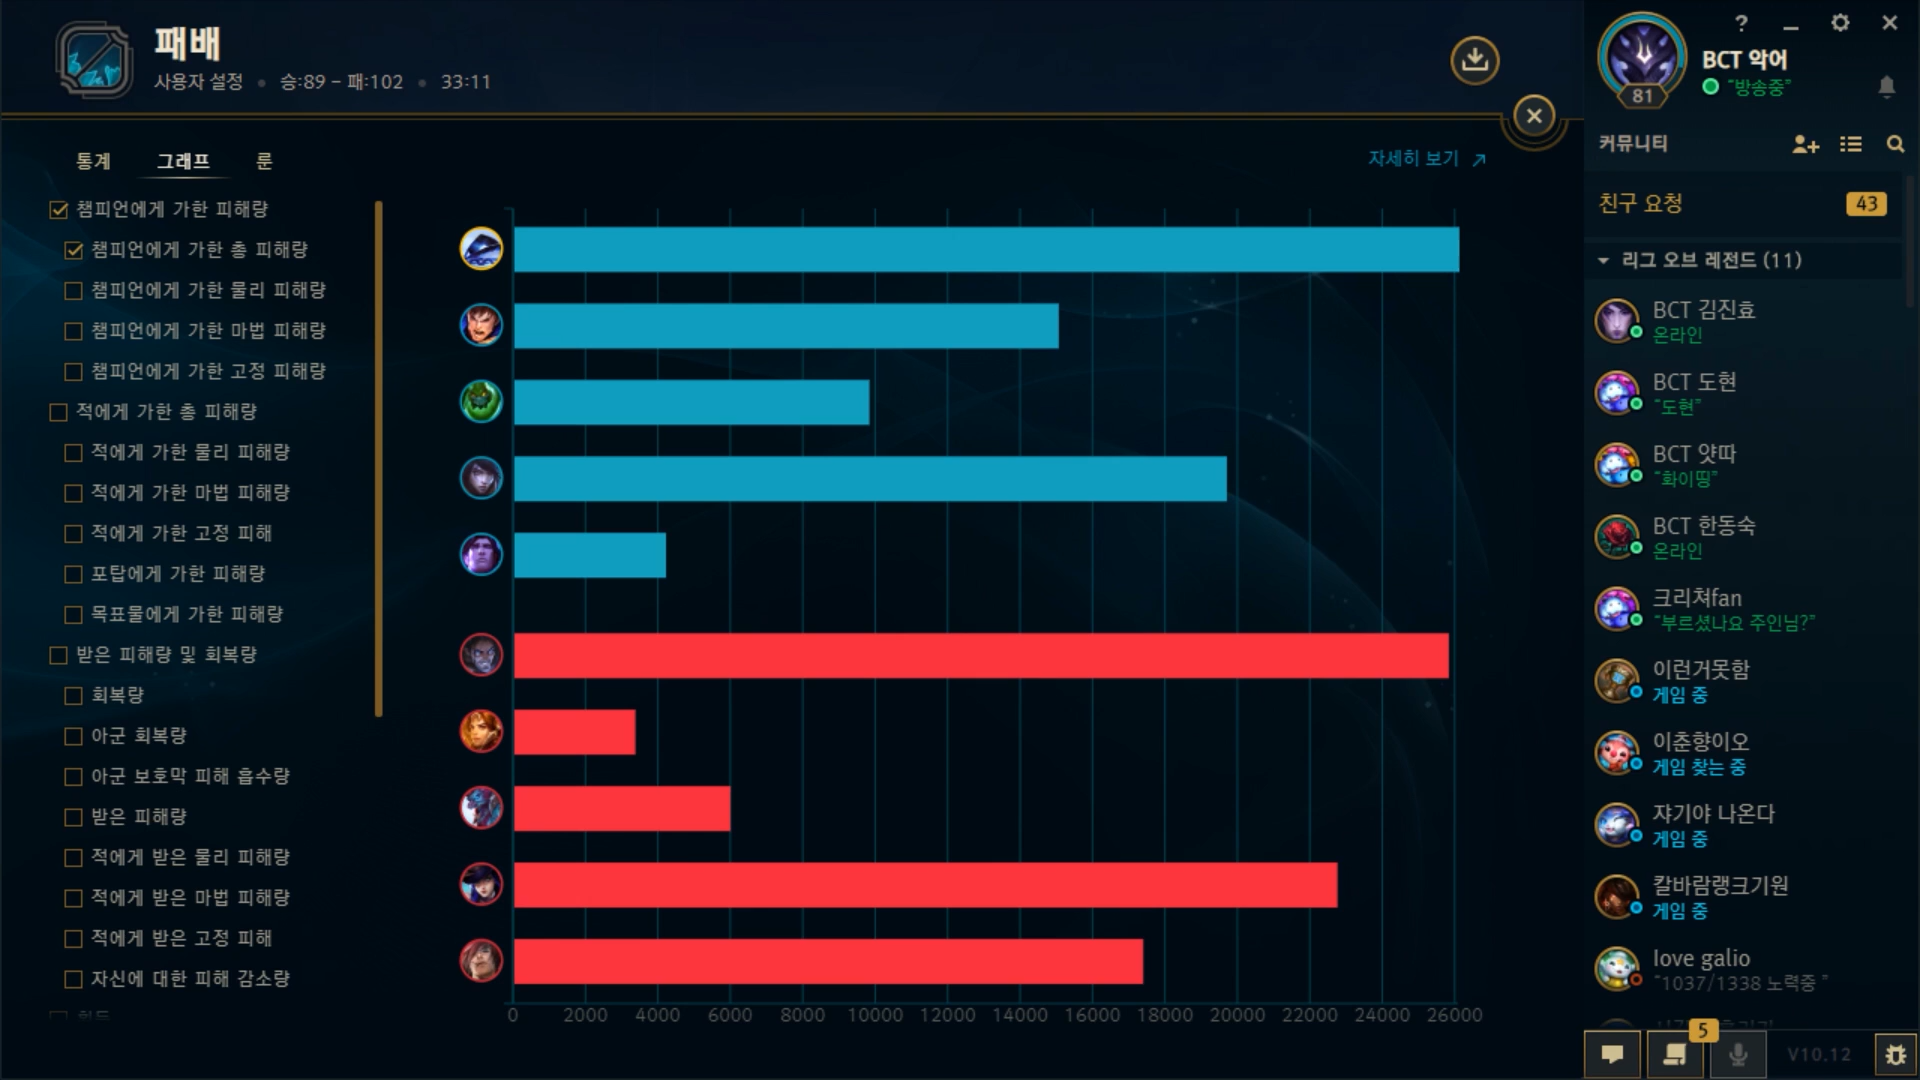 패배
사용자 설정 • 승:89 – 패:102 • 33:11
통계 그래프 룬
자세히 보기
챔피언에게 가한 피해량
챔피언에게 가한 총 피해량
챔피언에게 가한 물리 피해량
챔피언에게 가한 마법 피해량
챔피언에게 가한 고정 피해량
적에게 가한 총 피해량
적에게 가한 물리 피해량
적에게 가한 마법 피해량
적에게 가한 고정 피해
포탑에게 가한 피해량
목표물에게 가한 피해량
받은 피해량 및 회복량
회복량
아군 회복량
아군 보호막 피해 흡수량
받은 피해량
적에게 받은 물리 피해량
적에게 받은 마법 피해량
적에게 받은 고정 피해
자신에 대한 피해 감소량
0 2000 4000 6000 8000 10000 12000 14000 16000 18000 20000 22000 24000 26000
?
BCT 악어
81
“방송중”
커뮤니티
친구 요청 43
리그 오브 레전드 (11)
BCT 김진효
온라인
BCT 도현
“도현”
BCT 얏따
“화이띵”
BCT 한동숙
온라인
크리쳐fan
“부르셨나요 주인님?”
이런거못함
게임 중
이춘향이오
게임 찾는 중
쟈기야 나온다
게임 중
칼바람랭크기원
게임 중
love galio
“1037/1338 노력중 ”
5
V10.12